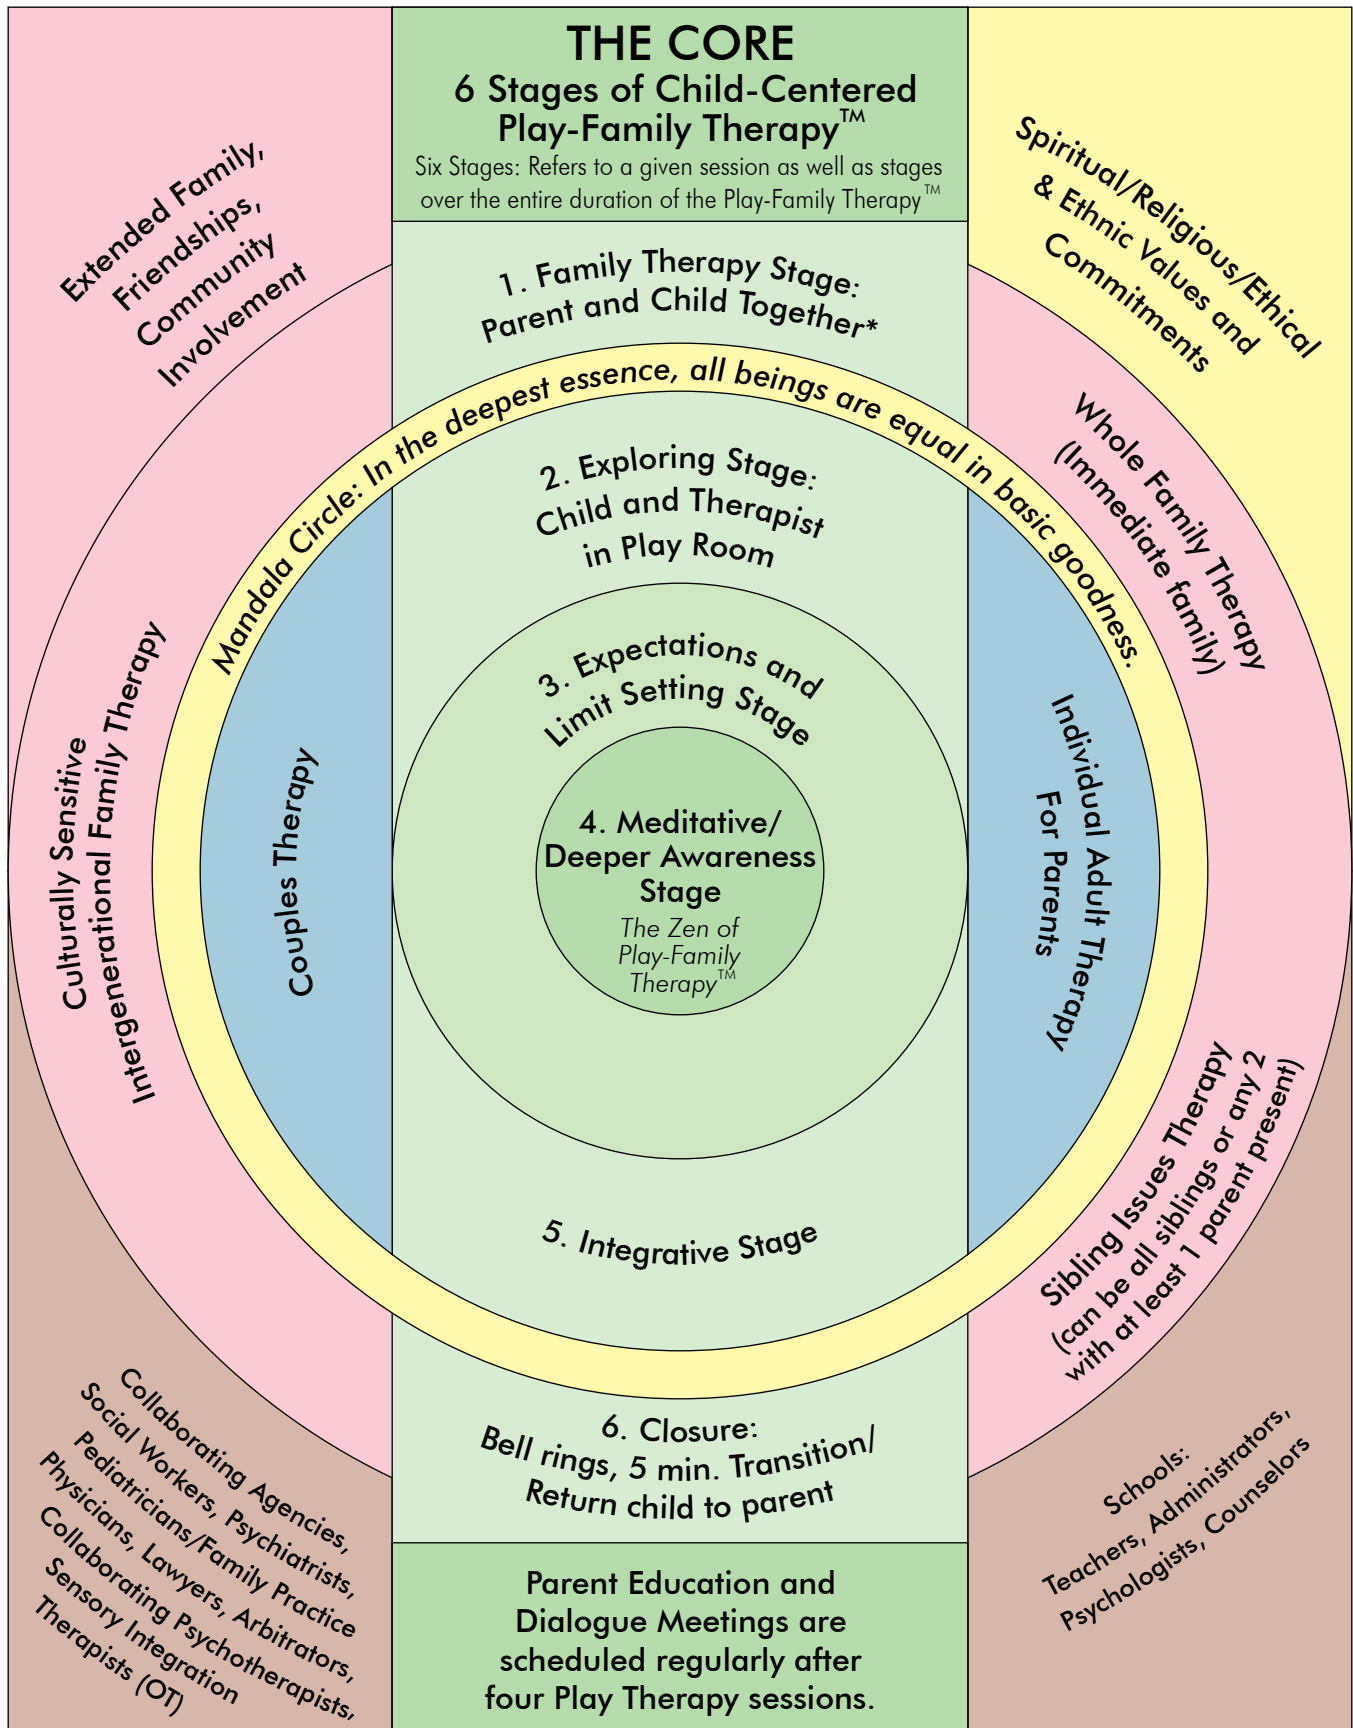 THE CORE
6 Stages of Child-Centered
Play-Family Therapy™
Six Stages: Refers to a given session as well as stages
over the entire duration of the Play-Family Therapy™
Extended Family,
Friendships,
Community
Involvement
Spiritual/Religious/Ethical
& Ethnic Values and
Commitments
1. Family Therapy Stage:
Parent and Child Together*
Mandala Circle: In the deepest essence, all beings are equal in basic goodness.
2. Exploring Stage:
Child and Therapist
in Play Room
Whole Family Therapy
(Immediate family)
3. Expectations and
Limit Setting Stage
Culturally Sensitive
Intergenerational Family Therapy
Couples Therapy
4. Meditative/
Deeper Awareness
Stage
The Zen of
Play-Family
Therapy™
Individual Adult Therapy
For Parents
5. Integrative Stage
Sibling Issues Therapy
(can be all siblings or any 2
with at least 1 parent present)
6. Closure:
Bell rings, 5 min. Transition/
Return child to parent
Collaborating Agencies,
Social Workers, Psychiatrists,
Pediatricians/Family Practice
Physicians, Lawyers, Arbitrators,
Collaborating Psychotherapists,
Sensory Integration
Therapists (OT)
Schools:
Teachers, Administrators,
Psychologists, Counselors
Parent Education and
Dialogue Meetings are
scheduled regularly after
four Play Therapy sessions.